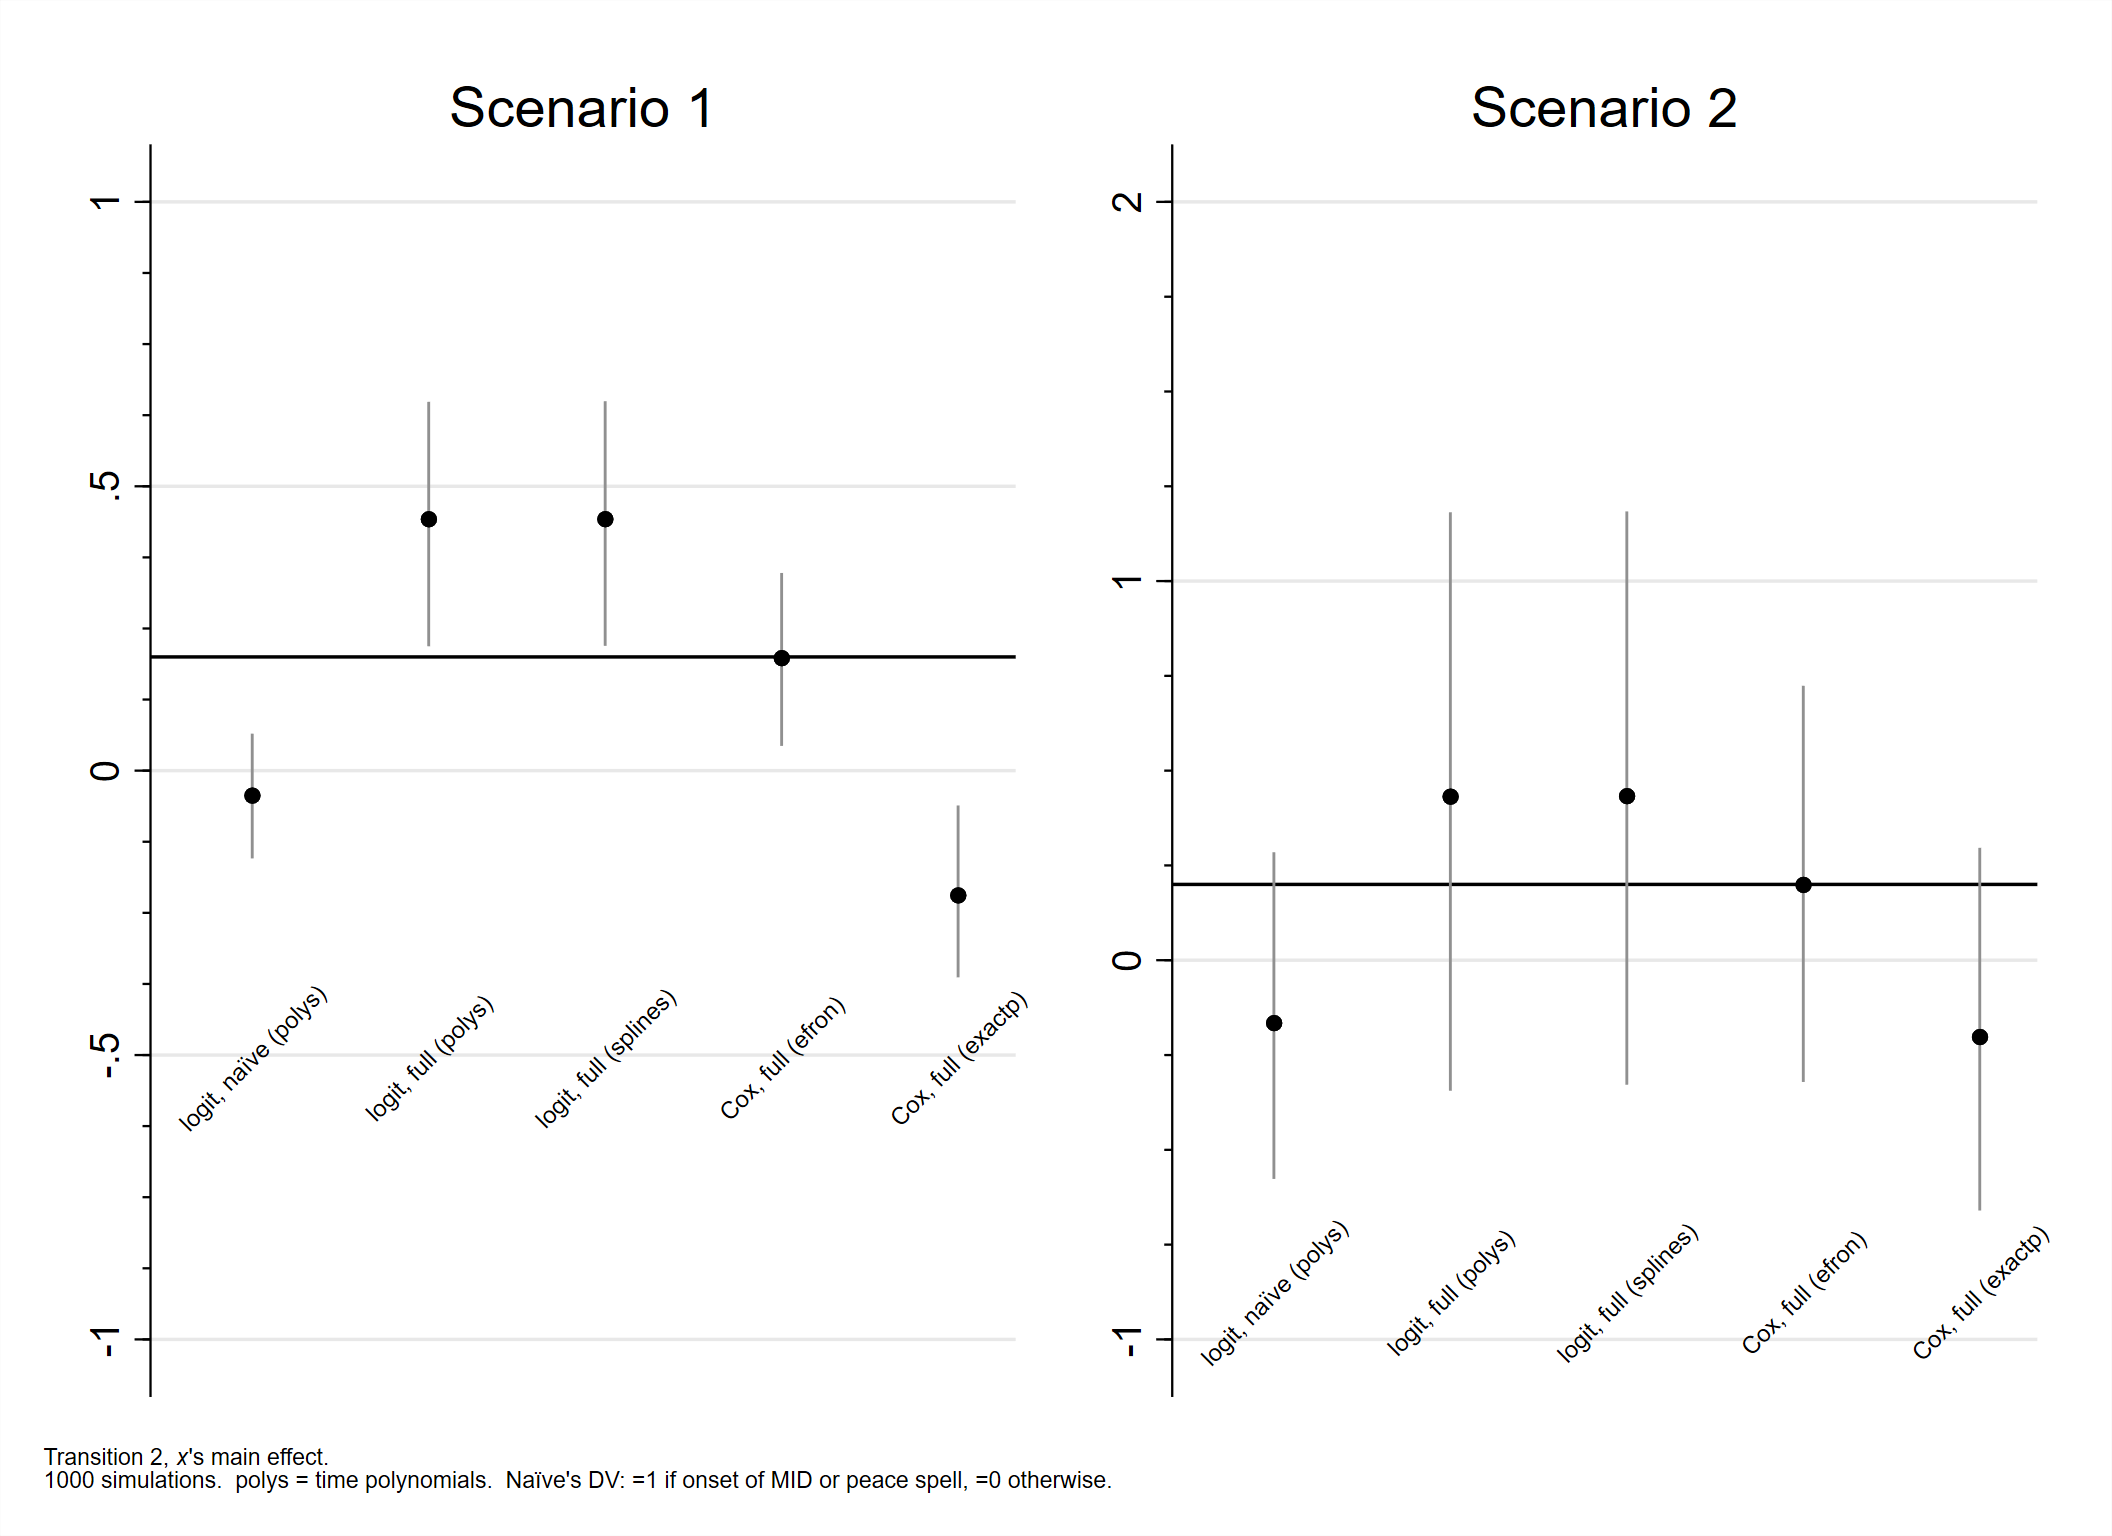 Scenario 1
1
.5
0
-.5
-1
logit, naïve (polys)
logit, full (polys)
logit, full (splines)
Cox, full (efron)
Cox, full (exactp)
Scenario 2
2
1
0
-1
logit, naïve (polys)
logit, full (polys)
logit, full (splines)
Cox, full (efron)
Cox, full (exactp)
Transition 2, x's main effect.
1000 simulations.  polys = time polynomials.  Naïve's DV: =1 if onset of MID or peace spell, =0 otherwise.